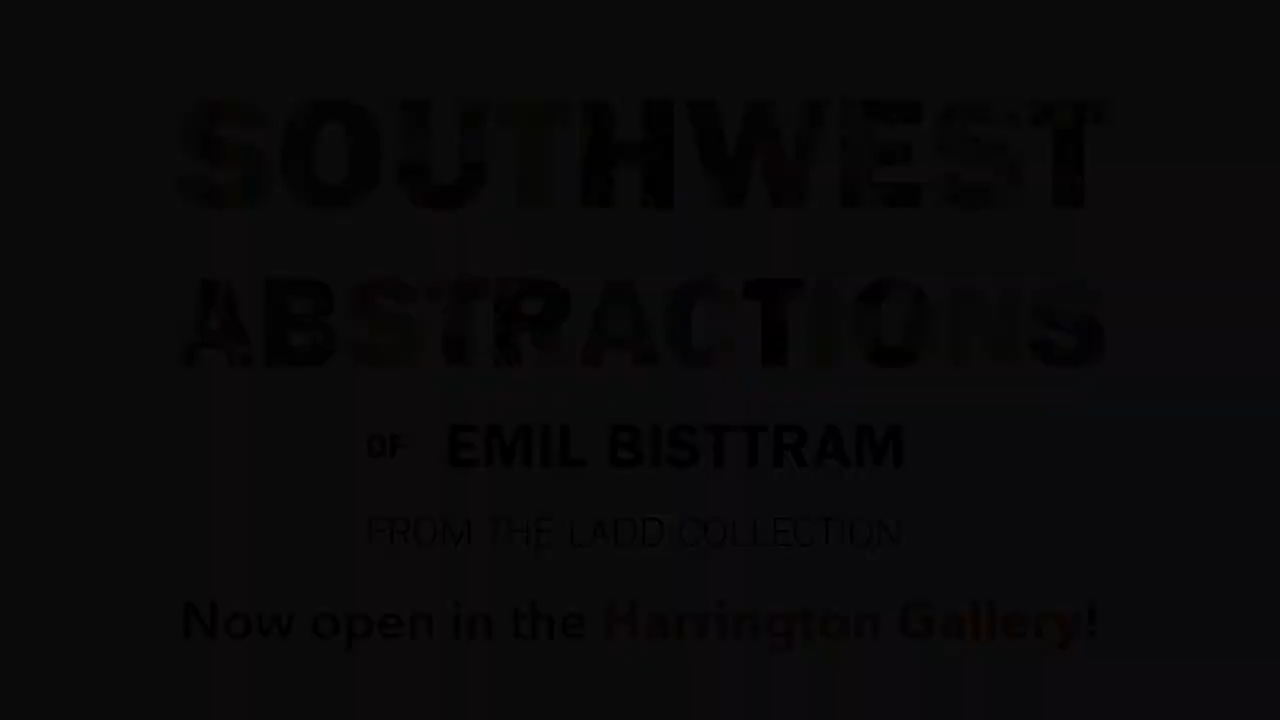 SOUTHWEST
ABSTRACTIONS
OF EMIL BISTTRAM
FROM THE LADD COLLECTION
Now open in the Harrington Gallery!